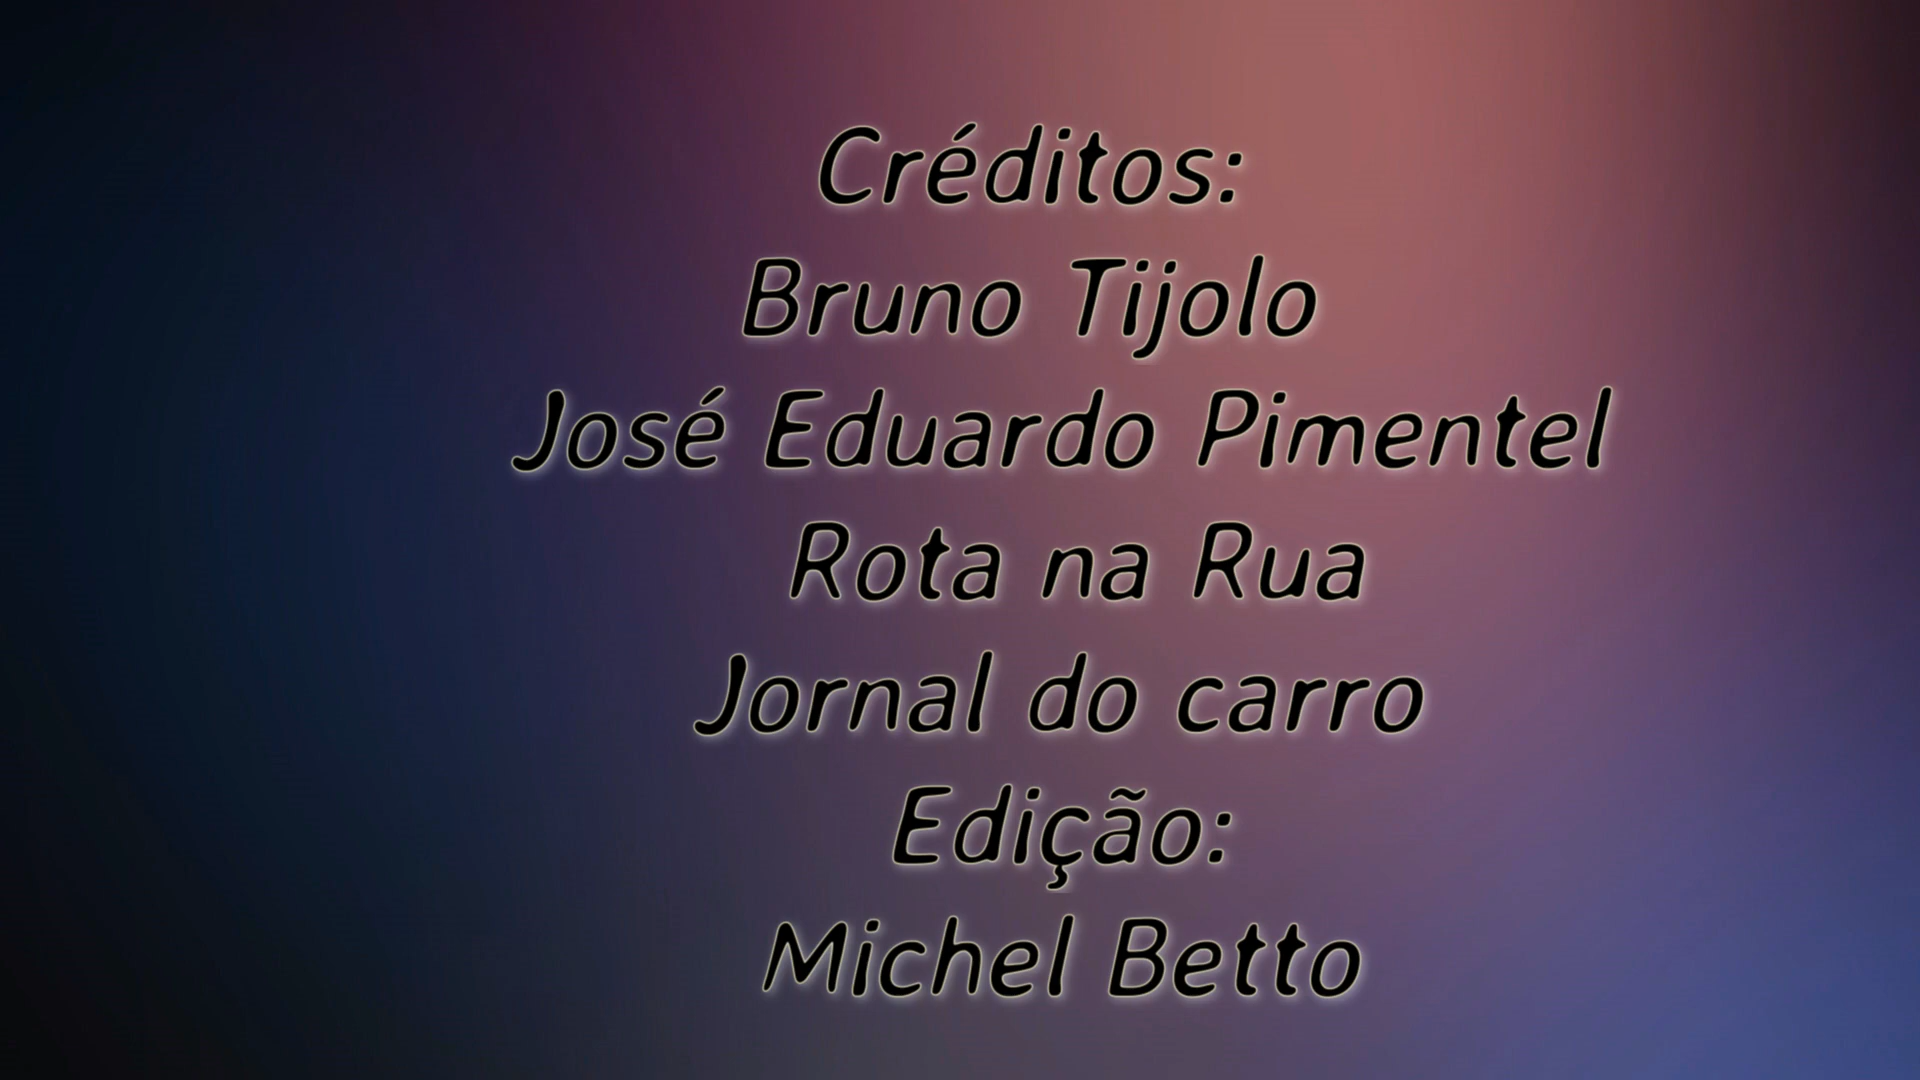 Créditos:
Bruno Tijolo
José Eduardo Pimentel
Rota na Rua
Jornal do carro
Edição:
Michel Betto